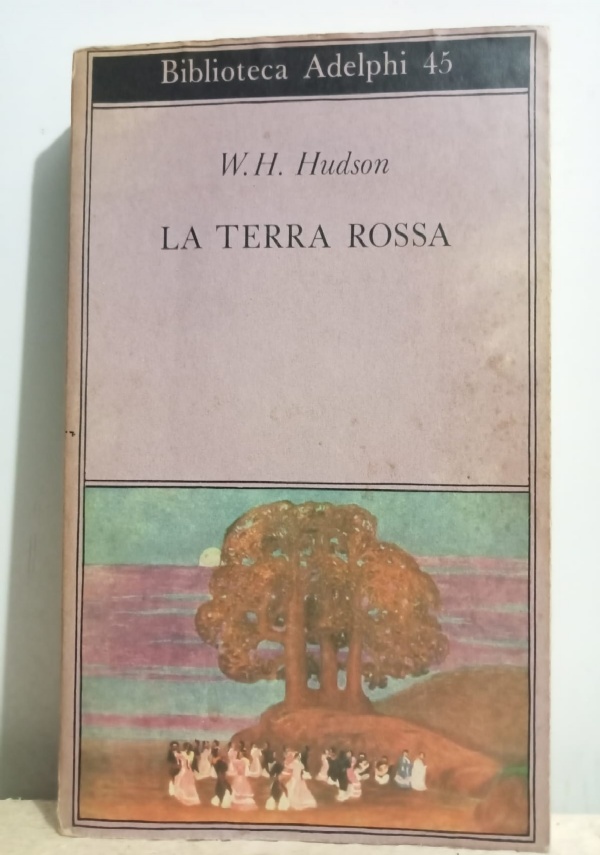 Biblioteca Adelphi 45
W.H. Hudson
LA TERRA ROSSA